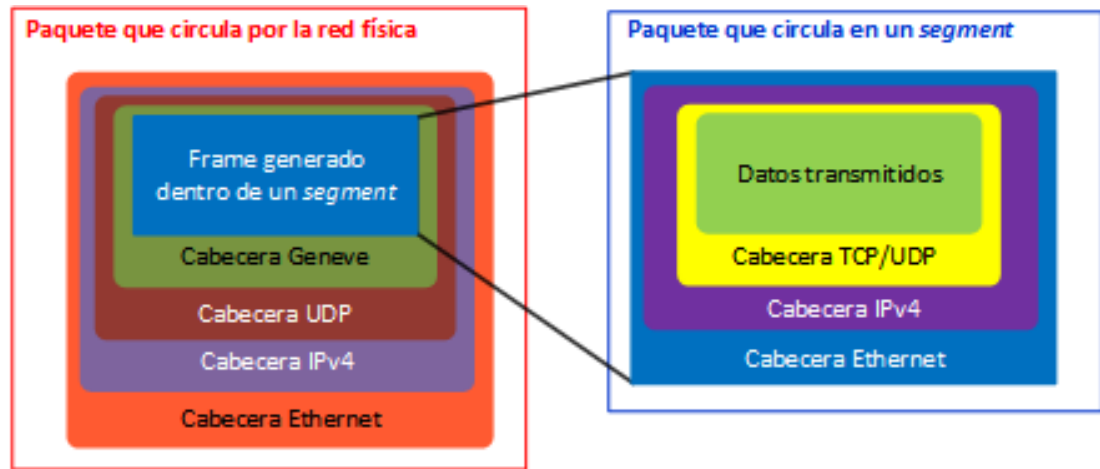 Paquete que circula por la red física
Frame generado
dentro de un segment
Cabecera Geneve
Cabecera UDP
Cabecera IPv4
Cabecera Ethernet
Paquete que circula en un segment
Datos transmitidos
Cabecera TCP/UDP
Cabecera IPv4
Cabecera Ethernet